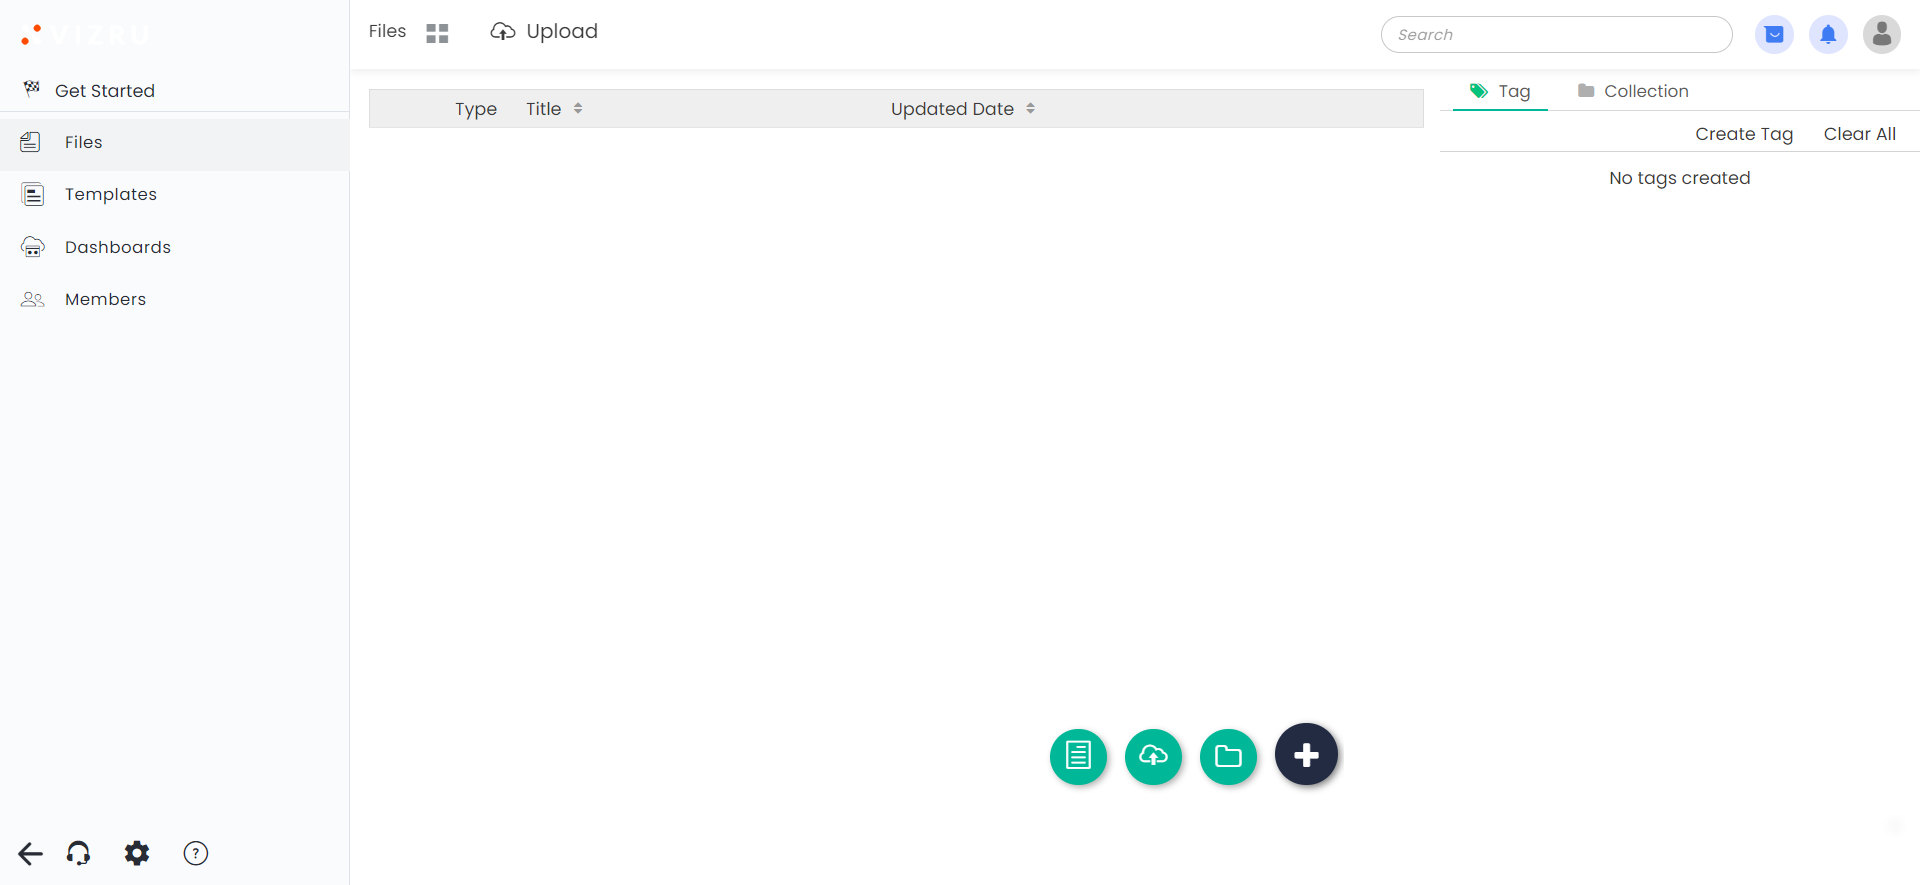 VIZRU
Get Started
Files
Templates
Dashboards
Members
Files
Upload
Search
Type Title Updated Date
Tag Collection
Create Tag Clear All
No tags created
?